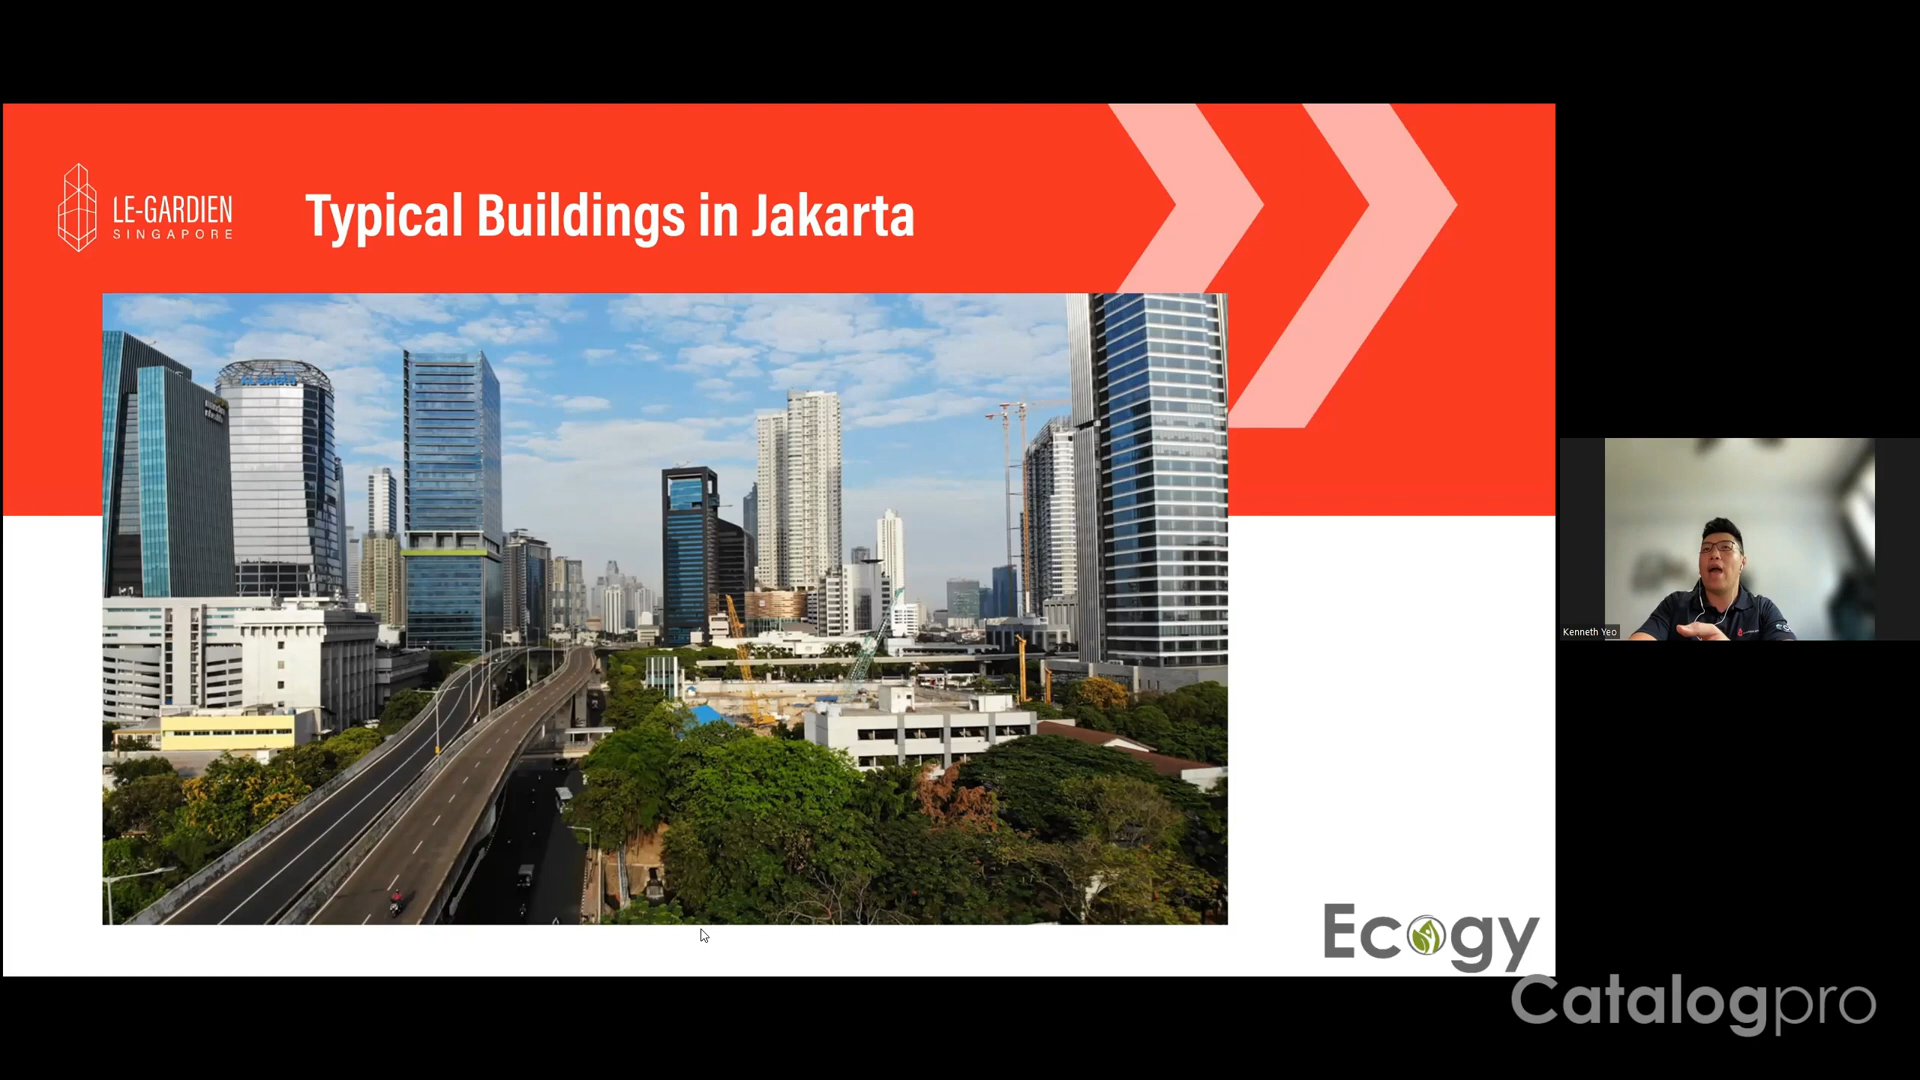 LE-GARDIEN
SINGAPORE
Typical Buildings in Jakarta
Kenneth Yeo
Ecogy
Catalogpro